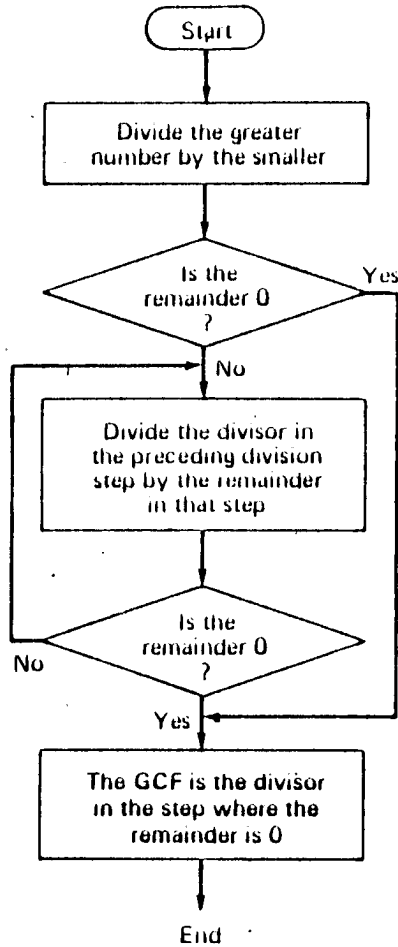 Start
Divide the greater
number by the smaller
Is the
remainder 0
?
Yes
No
Divide the divisor in
the preceding division
step by the remainder
in that step
Is the
remainder 0
?
No
Yes
The GCF is the divisor
in the step where the
remainder is 0
End